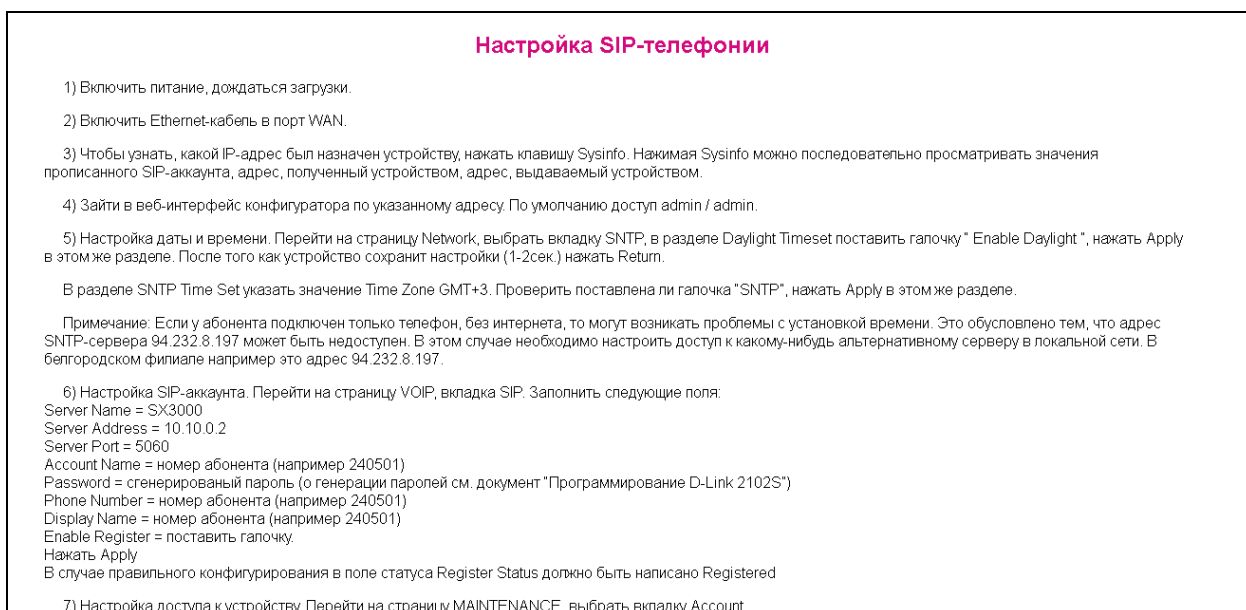 Настройка SIP-телефонии
1) Включить питание, дождаться загрузки.
2) Включить Ethernet-кабель в порт WAN.
3) Чтобы узнать, какой IP-адрес был назначен устройству, нажать клавишу Sysinfo. Нажимая Sysinfo можно последовательно просматривать значения
прописанного SIP-аккаунта, адрес, полученный устройством, адрес, выдаваемый устройством.
4) Зайти в веб-интерфейс конфигуратора по указанному адресу. По умолчанию доступ admin / admin.
5) Настройка даты и времени. Перейти на страницу Network, выбрать вкладку SNTP, в разделе Daylight Timeset поставить галочку " Enable Daylight ", нажать Apply
в этом же разделе. После того как устройство сохранит настройки (1-2сек.) нажать Return.
В разделе SNTP Time Set указать значение Time Zone GMT+3. Проверить поставлена ли галочка "SNTP", нажать Apply в этом же разделе.
Примечание: Если у абонента подключен только телефон, без интернета, то могут возникать проблемы с установкой времени. Это обусловлено тем, что адрес
SNTP-сервера 94.232.8.197 может быть недоступен. В этом случае необходимо настроить доступ к какому-нибудь альтернативному серверу в локальной сети. В
белгородском филиале например это адрес 94.232.8.197.
6) Настройка SIP-аккаунта. Перейти на страницу VOIP, вкладка SIP. Заполнить следующие поля:
Server Name = SX3000
Server Address = 10.10.0.2
Server Port = 5060
Account Name = номер абонента (например 240501)
Password = сгенерированый пароль (о генерации паролей см. документ "Программирование D-Link 2102S")
Phone Number = номер абонента (например 240501)
Display Name = номер абонента (например 240501)
Enable Register = поставить галочку.
Нажать Apply
В случае правильного конфигурирования в поле статуса Register Status должно быть написано Registered
7) Настройка доступа к устройству. Перейти на страницу MAINTENANCE, выбрать вкладку Account